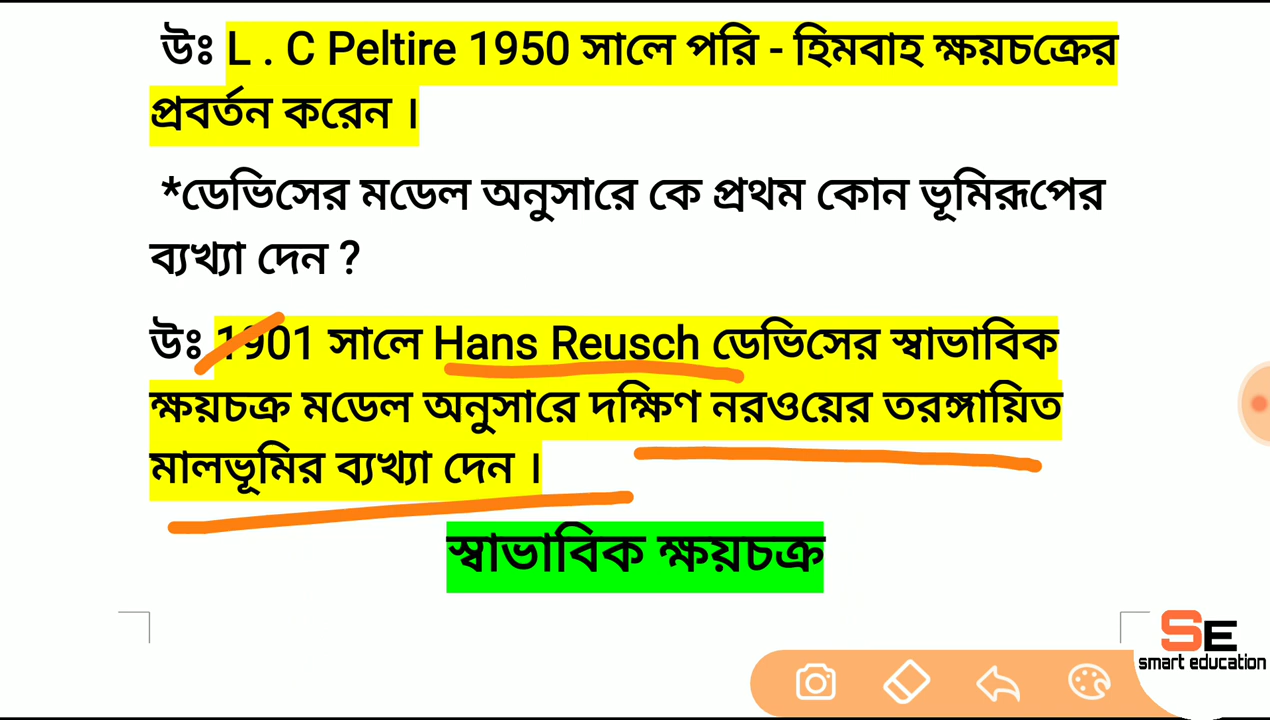 উঃ L . C Peltire 1950 সালে পরি - হিমবাহ ক্ষয়চক্রের
প্রবর্তন করেন ।
*ডেভিসের মডেল অনুসারে কে প্রথম কোন ভূমিরূপের
ব্যখ্যা দেন ?
উঃ 1901 সালে Hans Reusch ডেভিসের স্বাভাবিক
ক্ষয়চক্র মডেল অনুসারে দক্ষিণ নরওয়ের তরঙ্গায়িত
মালভূমির ব্যখ্যা দেন ।
স্বাভাবিক ক্ষয়চক্র
SE
smart education